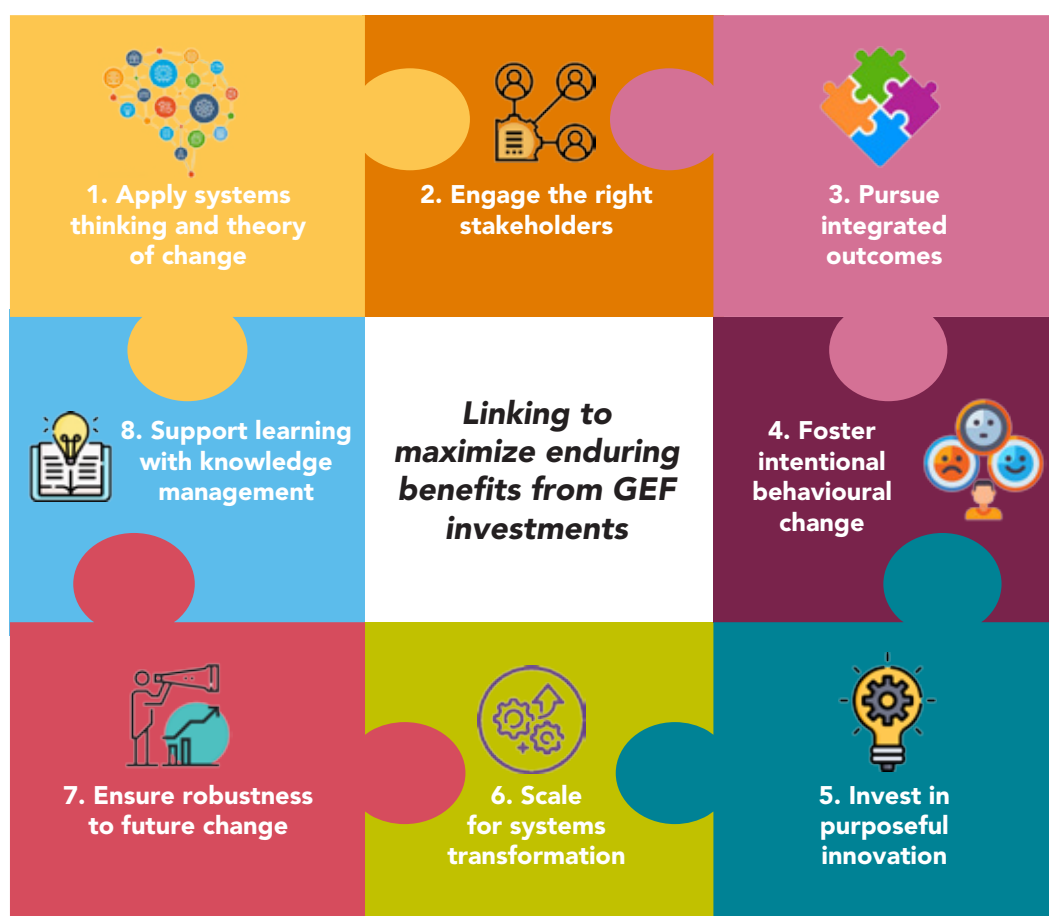 1. Apply systems
thinking and theory
of change
2. Engage the right
stakeholders
3. Pursue
integrated
outcomes
8. Support learning
with knowledge
management
Linking to
maximize enduring
benefits from GEF
investments
4. Foster
intentional
behavioural
change
7. Ensure robustness
to future change
6. Scale
for systems
transformation
5. Invest in
purposeful
innovation